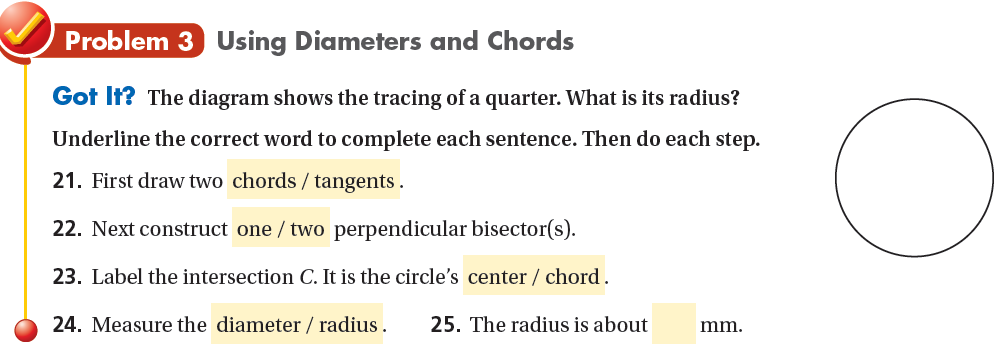 Problem 3 Using Diameters and Chords
Got It? The diagram shows the tracing of a quarter. What is its radius?
Underline the correct word to complete each sentence. Then do each step.
21. First draw two chords / tangents .
22. Next construct one / two perpendicular bisector(s).
23. Label the intersection C. It is the circle's center / chord .
24. Measure the diameter / radius . 25. The radius is about mm.